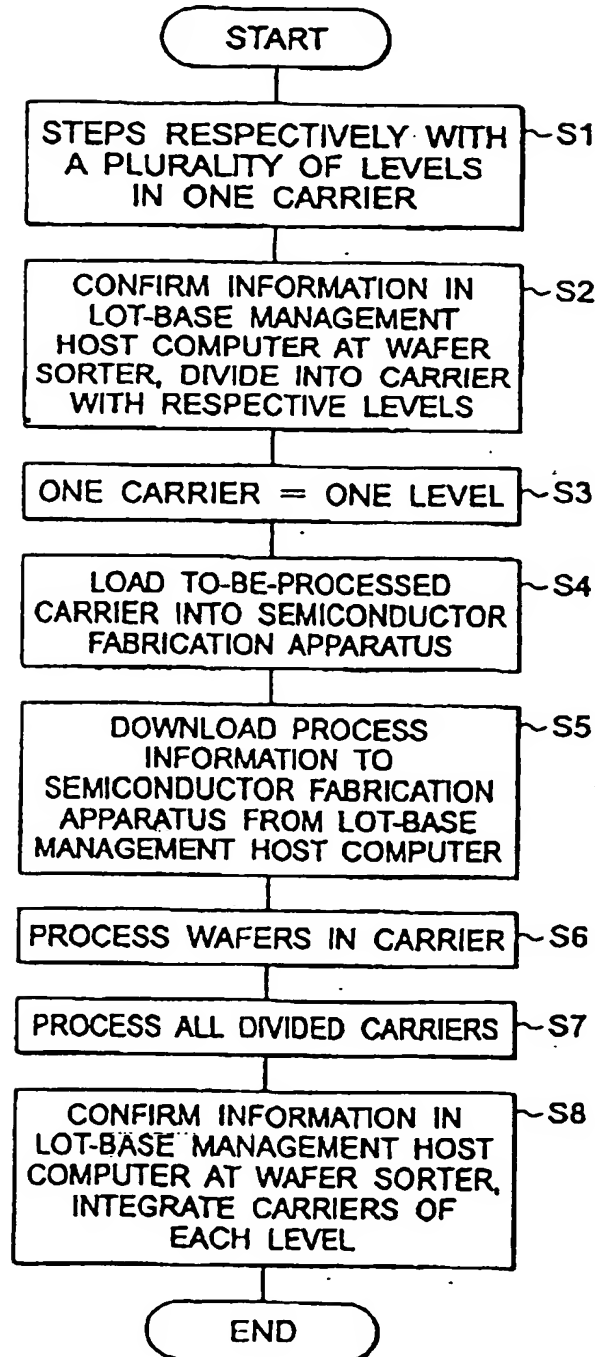 START
STEPS RESPECTIVELY WITH
A PLURALITY OF LEVELS
IN ONE CARRIER
S1
CONFIRM INFORMATION IN
LOT-BASE MANAGEMENT
HOST COMPUTER AT WAFER
SORTER, DIVIDE INTO CARRIER
WITH RESPECTIVE LEVELS
S2
ONE CARRIER = ONE LEVEL
S3
LOAD TO-BE-PROCESSED
CARRIER INTO SEMICONDUCTOR
FABRICATION APPARATUS
S4
DOWNLOAD PROCESS
INFORMATION TO
SEMICONDUCTOR FABRICATION
APPARATUS FROM LOT-BASE
MANAGEMENT HOST COMPUTER
S5
PROCESS WAFERS IN CARRIER
S6
PROCESS ALL DIVIDED CARRIERS
S7
CONFIRM INFORMATION IN
LOT-BASE MANAGEMENT HOST
COMPUTER AT WAFER SORTER,
INTEGRATE CARRIERS OF
EACH LEVEL
S8
END